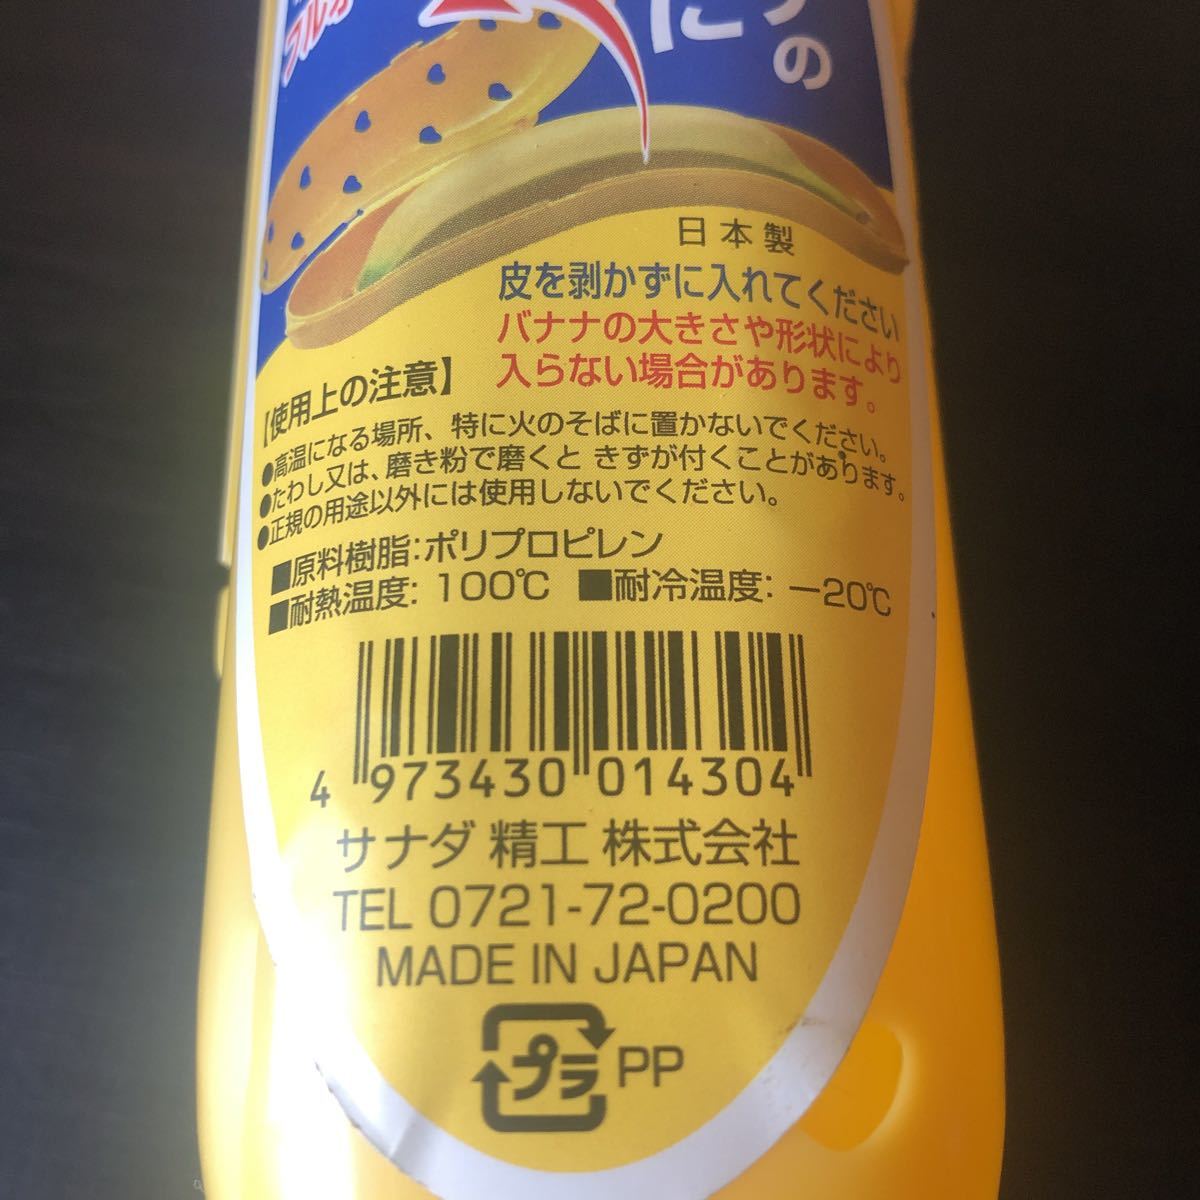 の
に
日本製
皮を剥かずに入れてください
バナナの大きさや形状により
入らない場合があります。
【使用上の注意】
●高温になる場所、特に火のそばに置かないでください。
●たわし又は、磨き粉で磨くと きずが付くことがあります。
●正規の用途以外には使用しないでください。
■原料樹脂:ポリプロピレン
■耐熱温度: 100℃ ■耐冷温度: −20℃
4 973430 014304
サナダ精工 株式会社
TEL 0721-72-0200
MADE IN JAPAN
プラ PP